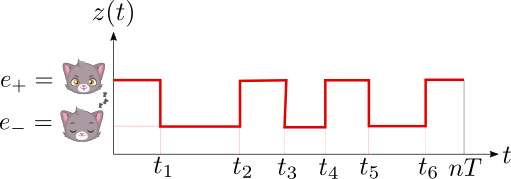 z(t)
e₊ =
z z z
e₋ =
t₁ t₂ t₃ t₄ t₅ t₆ nT t